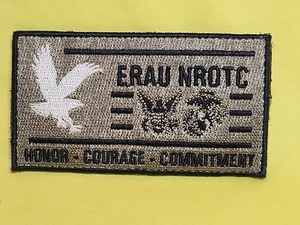 ERAU NROTC
HONOR - COURAGE - COMMITMENT